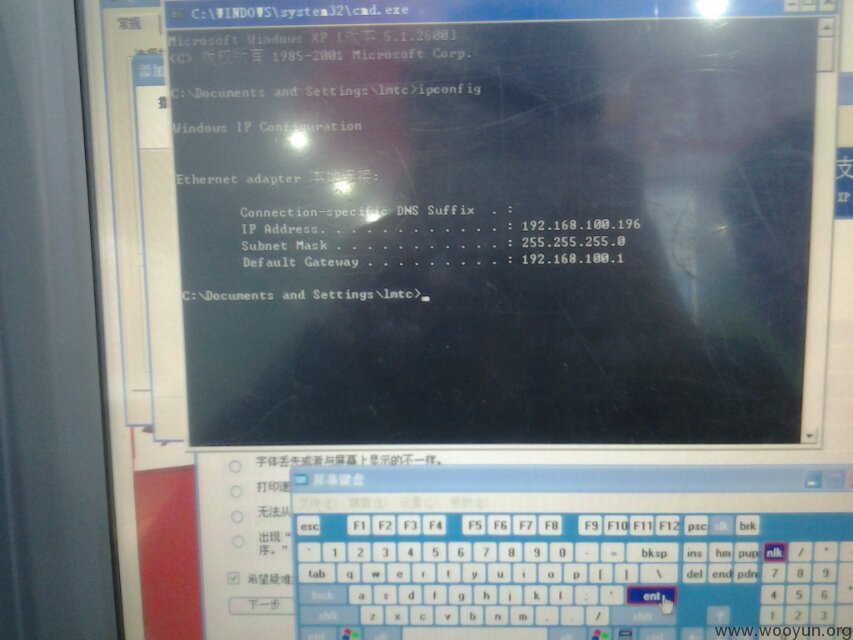 C:\WINDOWS\system32\cmd.exe
常规
Microsoft Windows XP [版本 5.1.2600]
(C) 版权所有 1985-2001 Microsoft Corp.
添加
C:\Documents and Settings\lmtc>ipconfig
Windows IP Configuration
Ethernet adapter 本地连接:
Connection-specific DNS Suffix . :
IP Address. . . . . . . . . . . . : 192.168.100.196
Subnet Mask . . . . . . . . . . . : 255.255.255.0
Default Gateway . . . . . . . . . : 192.168.100.1
C:\Documents and Settings\lmtc>
支
IP
字体丢失或者与屏幕上显示的不一样。
打印速
无法从
出现“
序。”
希望疑难
下一步
屏幕键盘
文件(F) 键盘(K) 设置(S) 帮助(H)
esc F1 F2 F3 F4 F5 F6 F7 F8 F9 F10 F11 F12 psc slk brk
` 1 2 3 4 5 6 7 8 9 0 - = bksp ins hm pup nlk / *
tab q w e r t y u i o p [ ] \ del end pdn 7 8 9
lock a s d f g h j k l ; ' ent 4 5 6
shft z x c v b n m , . / shft 1 2 3
www.wooyun.org